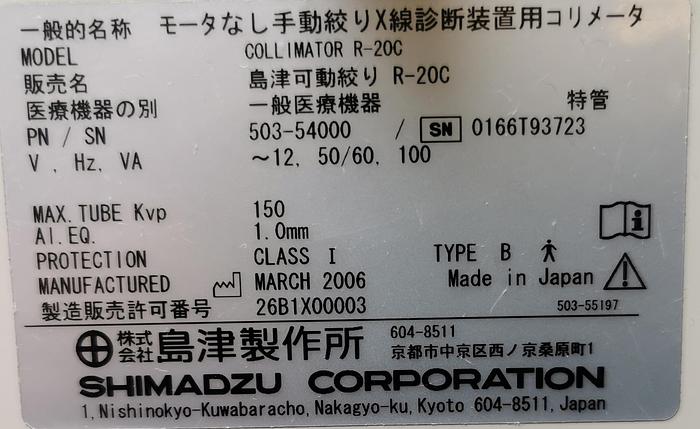 一般的名称 モータなし手動絞りX線診断装置用コリメータ
MODEL COLLIMATOR R-20C
販売名 島津可動絞り R-20C
医療機器の別 一般医療機器 特管
PN / SN 503-54000 / SN 0166T93723
V , Hz, VA ～12, 50/60, 100
MAX. TUBE Kvp 150
Al.EQ. 1.0mm
PROTECTION CLASS I TYPE B
MANUFACTURED MARCH 2006 Made in Japan
製造販売許可番号 26B1X00003 503-55197
株式会社 島津製作所 604-8511
京都市中京区西ノ京桑原町1
SHIMADZU CORPORATION
1, Nishinokyo-Kuwabaracho, Nakagyo-ku, Kyoto 604-8511, Japan